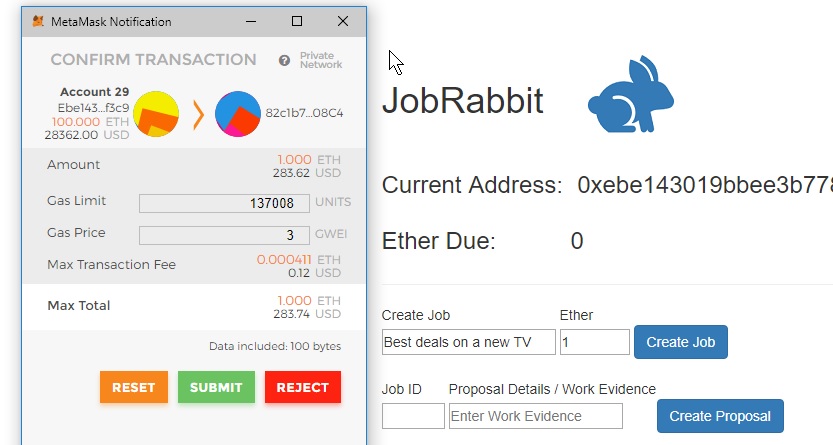 MetaMask Notification
CONFIRM TRANSACTION ? Private Network
Account 29
Ebe143...f3c9
100.000 ETH
28362.00 USD
82c1b7...08C4
Amount 1.000 ETH
283.62 USD
Gas Limit 137008 UNITS
Gas Price 3 GWEI
Max Transaction Fee 0.000411 ETH
0.12 USD
Max Total 1.000 ETH
283.74 USD
Data included: 100 bytes
RESET SUBMIT REJECT
JobRabbit
Current Address: 0xebe143019bbee3b778
Ether Due: 0
Create Job Ether
Best deals on a new TV 1 Create Job
Job ID Proposal Details / Work Evidence
Enter Work Evidence Create Proposal